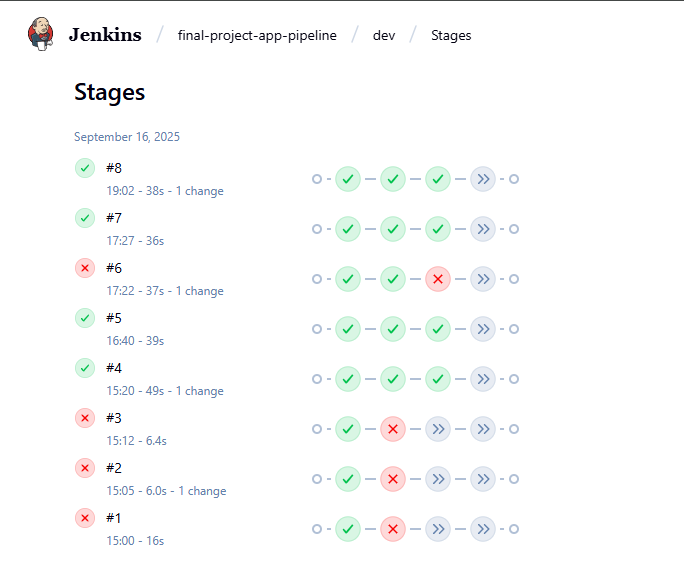 Jenkins / final-project-app-pipeline / dev / Stages
Stages
September 16, 2025
#8
19:02 - 38s - 1 change
#7
17:27 - 36s
#6
17:22 - 37s - 1 change
#5
16:40 - 39s
#4
15:20 - 49s - 1 change
#3
15:12 - 6.4s
#2
15:05 - 6.0s - 1 change
#1
15:00 - 16s